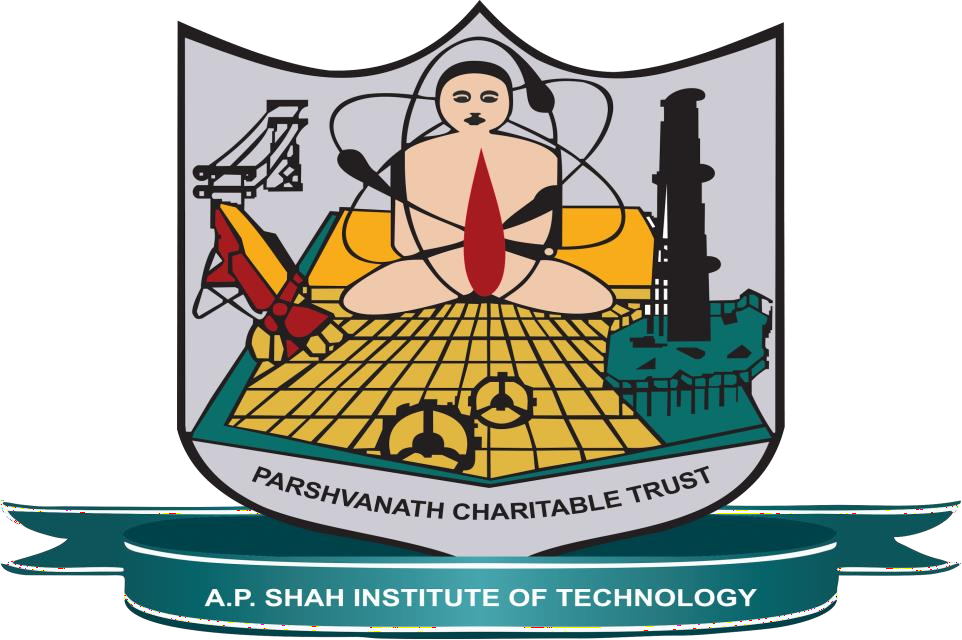 PARSHVANATH CHARITABLE TRUST
A.P. SHAH INSTITUTE OF TECHNOLOGY